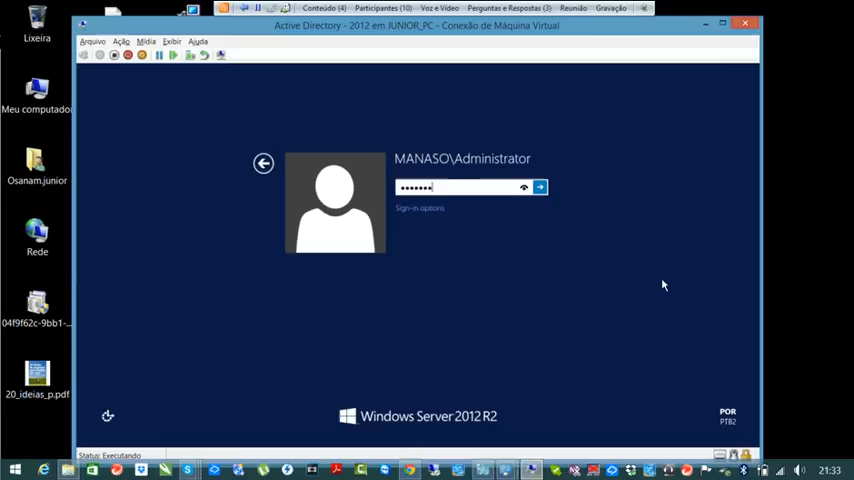 Conteúdo (4) Participantes (10) Voz e Vídeo Perguntas e Respostas (3) Reunião Gravação
Active Directory - 2012 em JUNIOR_PC - Conexão de Máquina Virtual
Arquivo Ação Mídia Exibir Ajuda
Lixeira
Meu computador
Osanam.junior
Rede
04f9f62c-9bb1-...
20_ideias_p.pdf
MANASO\Administrator
•••••••
Sign-in options
Windows Server 2012 R2
POR
PTB2
Status: Executando
21:33